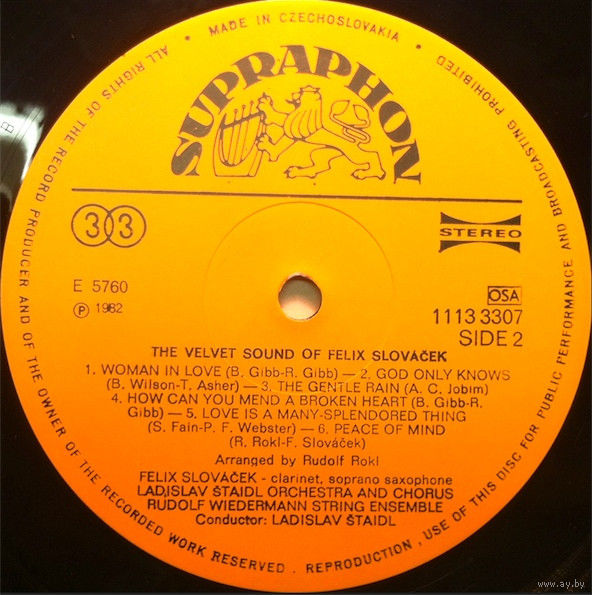 ALL RIGHTS OF THE RECORD PRODUCER AND OF THE OWNER OF THE RECORDED WORK RESERVED . REPRODUCTION , USE OF THIS DISC FOR PUBLIC PERFORMANCE AND BROADCASTING PROHIBITED • MADE IN CZECHOSLOVAKIA •
SUPRAPHON
33
STEREO
E 5760
OSA
℗ 1982
1113 3307
SIDE 2
THE VELVET SOUND OF FELIX SLOVÁČEK
1. WOMAN IN LOVE (B. Gibb-R. Gibb) — 2. GOD ONLY KNOWS
(B. Wilson-T. Asher) — 3. THE GENTLE RAIN (A. C. Jobim)
4. HOW CAN YOU MEND A BROKEN HEART (B. Gibb-R.
Gibb) — 5. LOVE IS A MANY-SPLENDORED THING
(S. Fain-P. F. Webster) — 6. PEACE OF MIND
(R. Rokl-F. Slováček)
Arranged by Rudolf Rokl
FELIX SLOVÁČEK - clarinet, soprano saxophone
LADISLAV ŠTAIDL ORCHESTRA AND CHORUS
RUDOLF WIEDERMANN STRING ENSEMBLE
Conductor: LADISLAV ŠTAIDL
www.ay.by